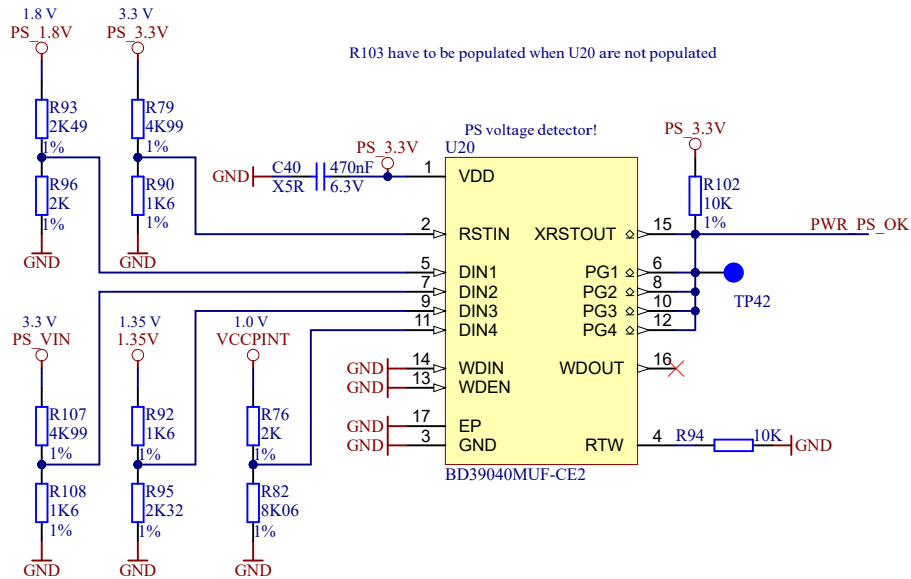 1.8 V
PS_1.8V
3.3 V
PS_3.3V
R103 have to be populated when U20 are not populated
R93
2K49
1%
R79
4K99
1%
R96
2K
1%
R90
1K6
1%
GND
GND
PS voltage detector!
U20
PS_3.3V
GND
C40
X5R
470nF
6.3V
PS_3.3V
R102
10K
1%
1 VDD
2 RSTIN
XRSTOUT 15
PWR_PS_OK
5 DIN1
PG1 6
7 DIN2
PG2 8
9 DIN3
PG3 10
11 DIN4
PG4 12
TP42
GND 14 WDIN
WDOUT 16
GND 13 WDEN
GND 17 EP
GND 3 GND
RTW 4
R94
10K
GND
BD39040MUF-CE2
3.3 V
PS_VIN
1.35 V
1.35V
1.0 V
VCCPINT
R107
4K99
1%
R92
1K6
1%
R76
2K
1%
R108
1K6
1%
R95
2K32
1%
R82
8K06
1%
GND
GND
GND